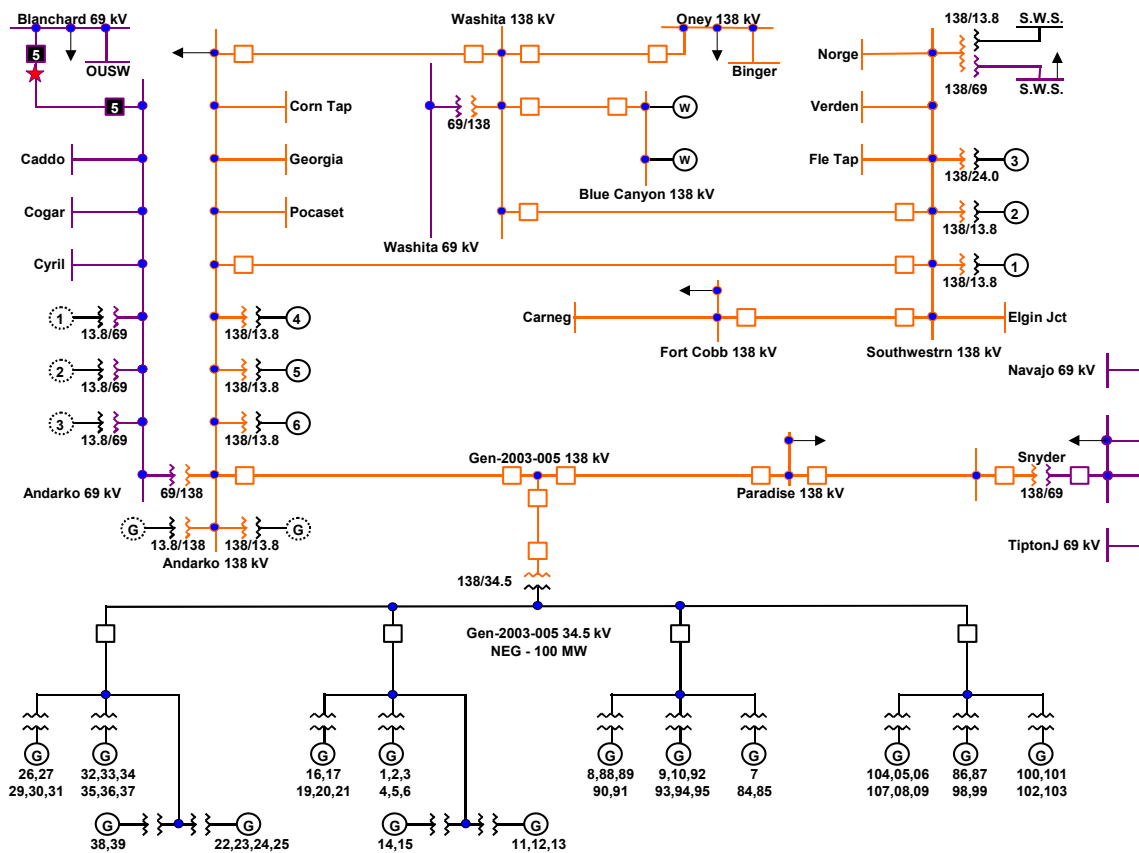 Blanchard 69 kV
5
OUSW
5
Caddo
Cogar
Cyril
1
13.8/69
2
13.8/69
3
13.8/69
Andarko 69 kV
69/138
Corn Tap
Georgia
Pocaset
4
138/13.8
5
138/13.8
6
138/13.8
G
13.8/138
138/13.8
G
Andarko 138 kV
Washita 138 kV
Oney 138 kV
Binger
69/138
W
W
Blue Canyon 138 kV
Washita 69 kV
138/13.8
S.W.S.
Norge
138/69
S.W.S.
Verden
Fle Tap
3
138/24.0
2
138/13.8
1
138/13.8
Carneg
Elgin Jct
Fort Cobb 138 kV
Southwestrn 138 kV
Navajo 69 kV
Gen-2003-005 138 kV
Paradise 138 kV
Snyder
138/69
TiptonJ 69 kV
138/34.5
Gen-2003-005 34.5 kV
NEG - 100 MW
G
26,27
29,30,31
G
32,33,34
35,36,37
G
38,39
G
22,23,24,25
G
16,17
19,20,21
G
1,2,3
4,5,6
G
14,15
G
11,12,13
G
8,88,89
90,91
G
9,10,92
93,94,95
G
7
84,85
G
104,05,06
107,08,09
G
86,87
98,99
G
100,101
102,103